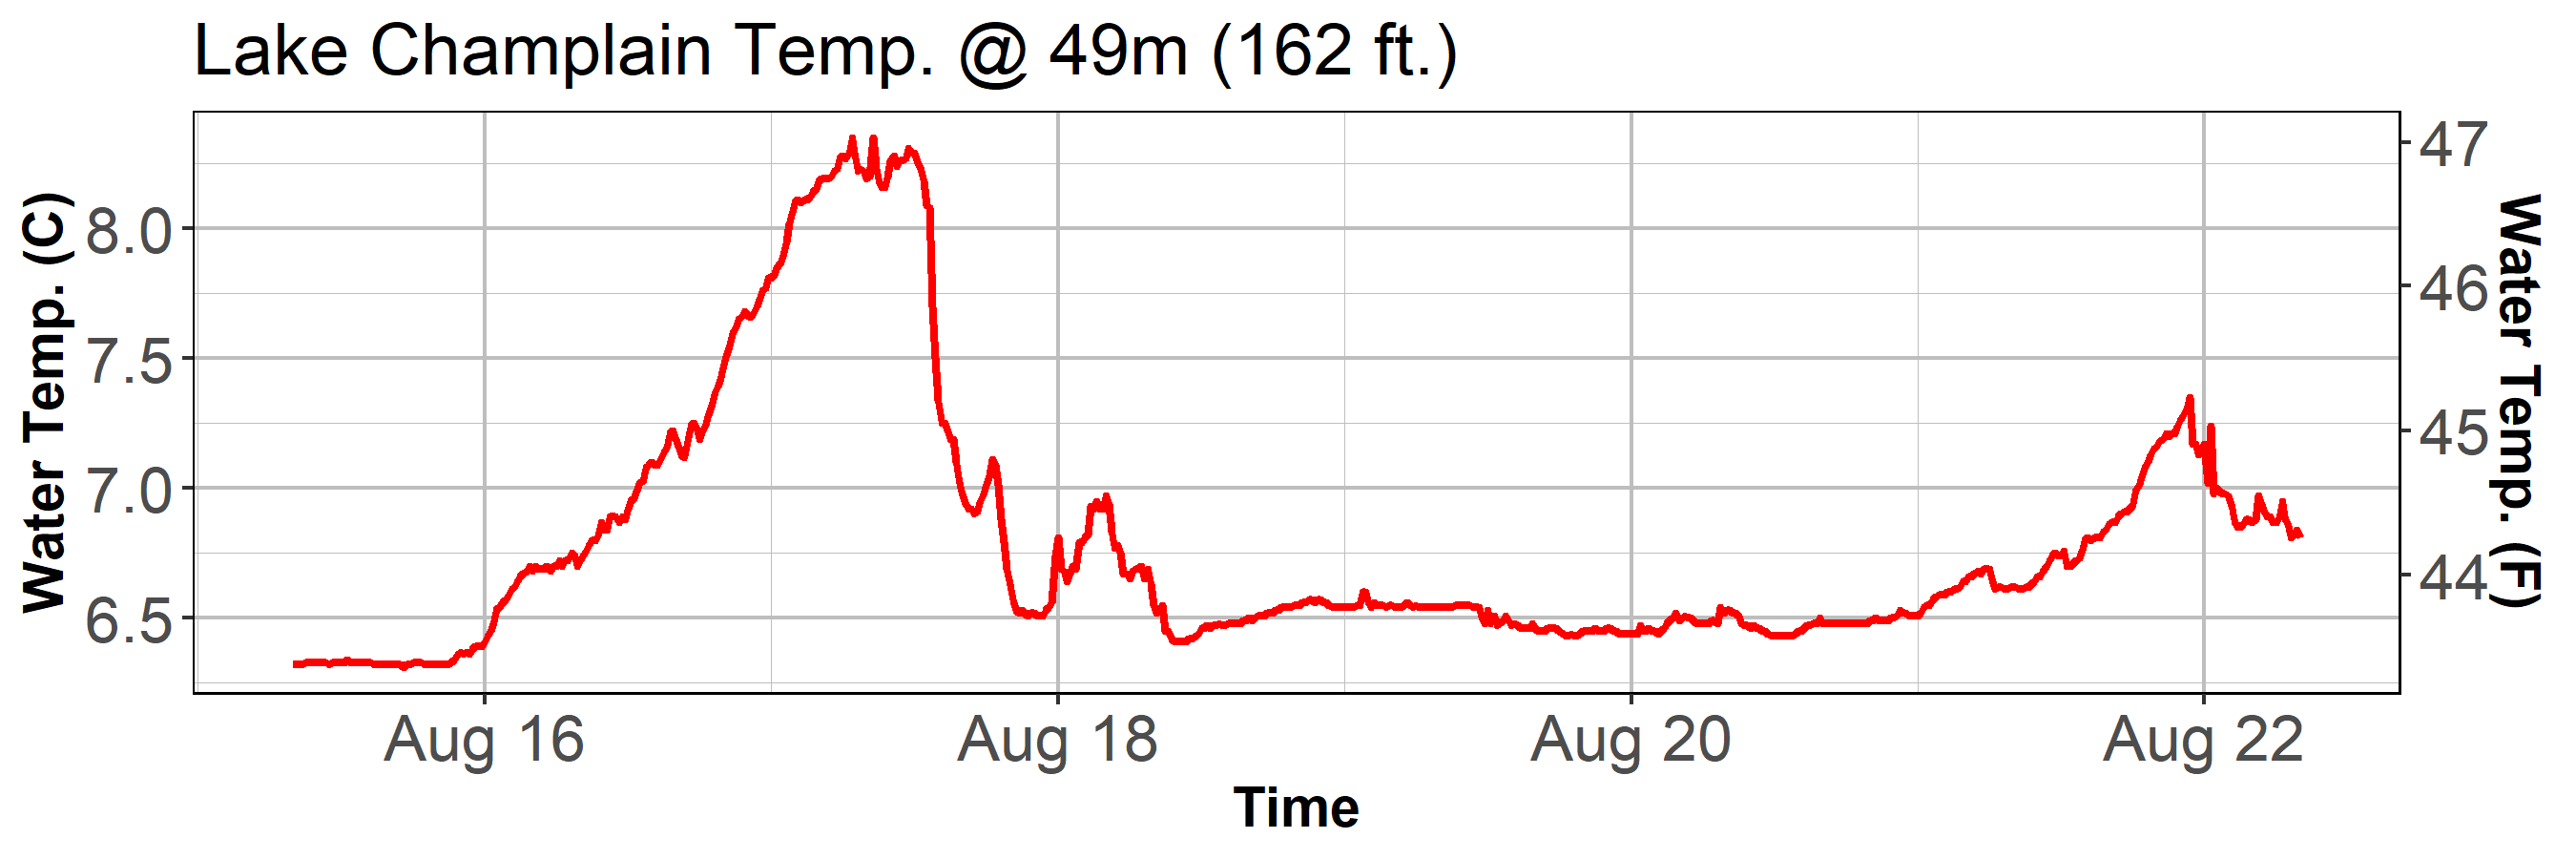 Lake Champlain Temp. @ 49m (162 ft.)
Water Temp. (C)
8.0
7.5
7.0
6.5
47
46
45
44
Water Temp. (F)
Aug 16 Aug 18 Aug 20 Aug 22
Time